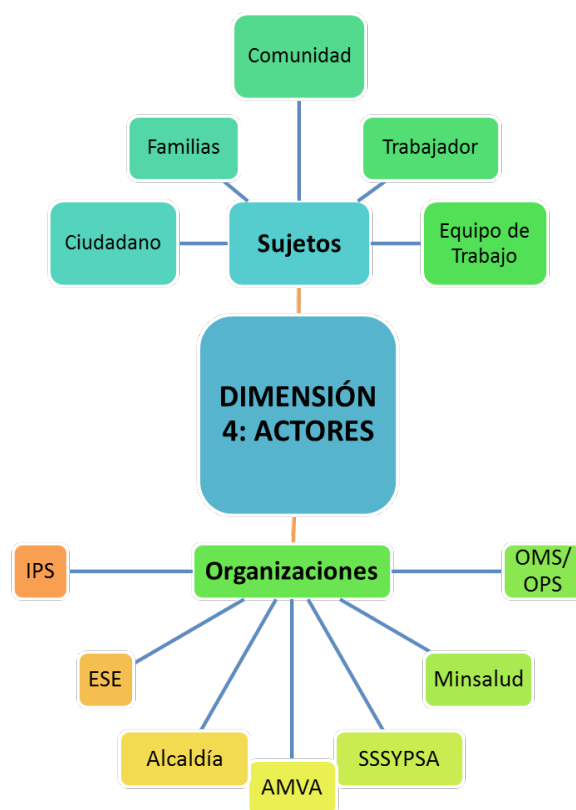 Comunidad
Familias
Trabajador
Ciudadano
Sujetos
Equipo de
Trabajo
DIMENSIÓN
4: ACTORES
IPS
Organizaciones
OMS/
OPS
ESE
Minsalud
Alcaldía
AMVA
SSSYPSA